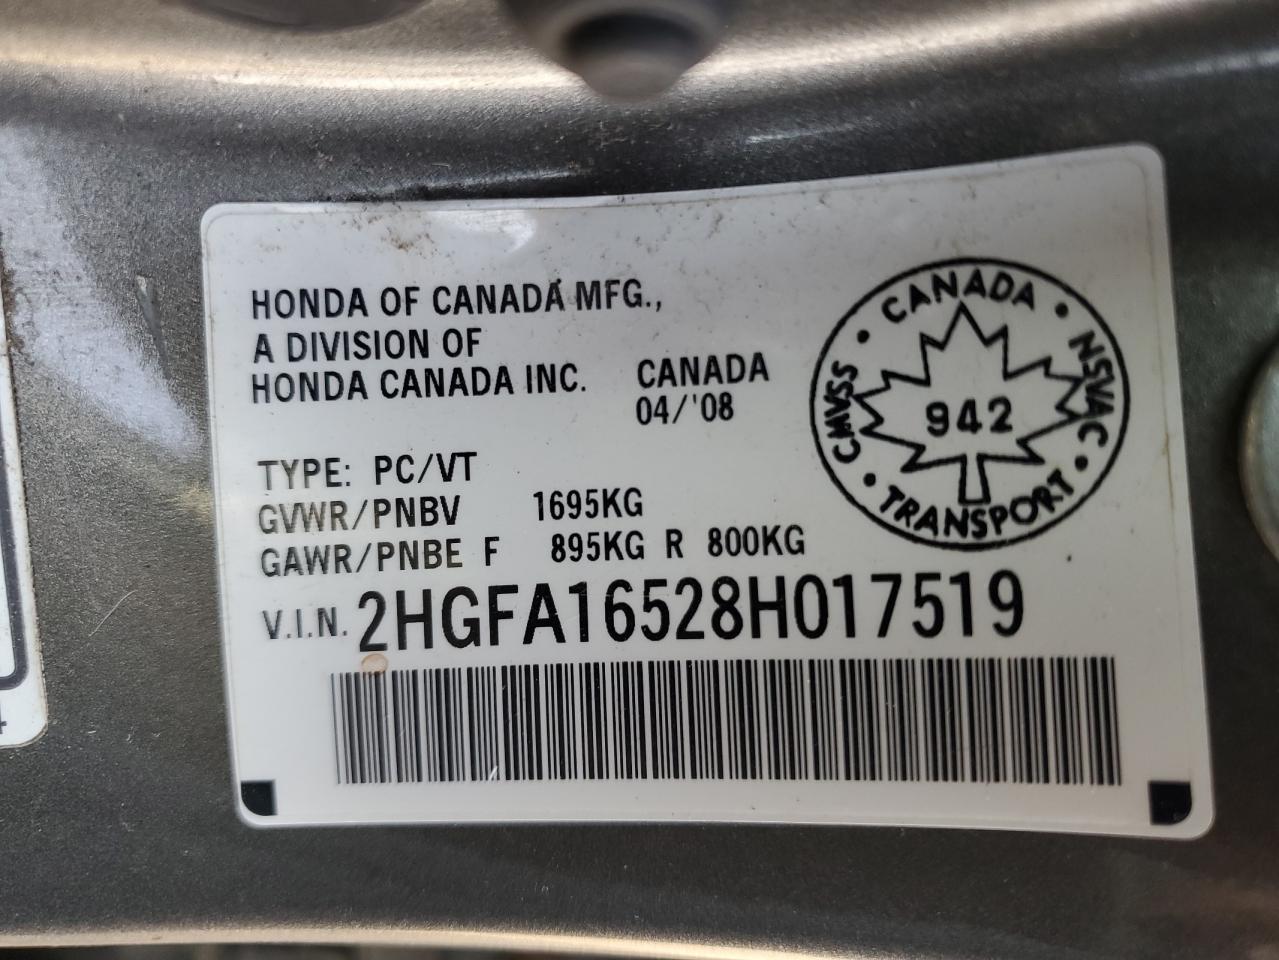 HONDA OF CANADA MFG.,
A DIVISION OF
HONDA CANADA INC. CANADA
04/'08
TYPE: PC/VT
GVWR/PNBV 1695KG
GAWR/PNBE F 895KG R 800KG
V.I.N. 2HGFA16528H017519
CANADA • NSVAC • TRANSPORT • CMVSS •
942
4